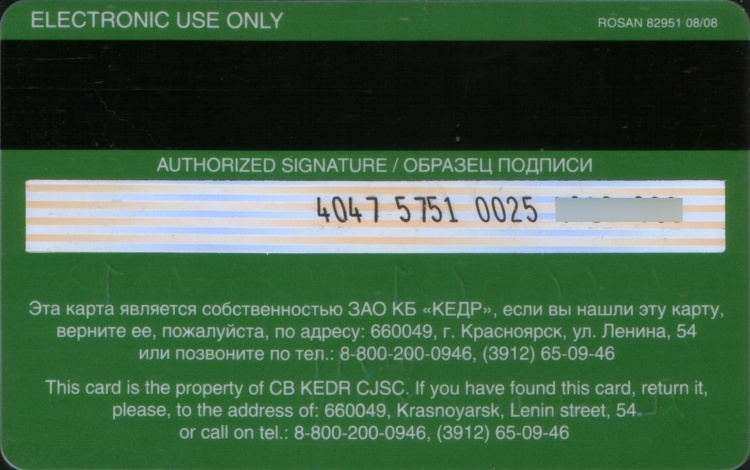 ELECTRONIC USE ONLY
ROSAN 82951 08/08
AUTHORIZED SIGNATURE / ОБРАЗЕЦ ПОДПИСИ
4047 5751 0025
Эта карта является собственностью ЗАО КБ «КЕДР», если вы нашли эту карту,
верните ее, пожалуйста, по адресу: 660049, г. Красноярск, ул. Ленина, 54
или позвоните по тел.: 8-800-200-0946, (3912) 65-09-46
This card is the property of CB KEDR CJSC. If you have found this card, return it,
please, to the address of: 660049, Krasnoyarsk, Lenin street, 54
or call on tel.: 8-800-200-0946, (3912) 65-09-46